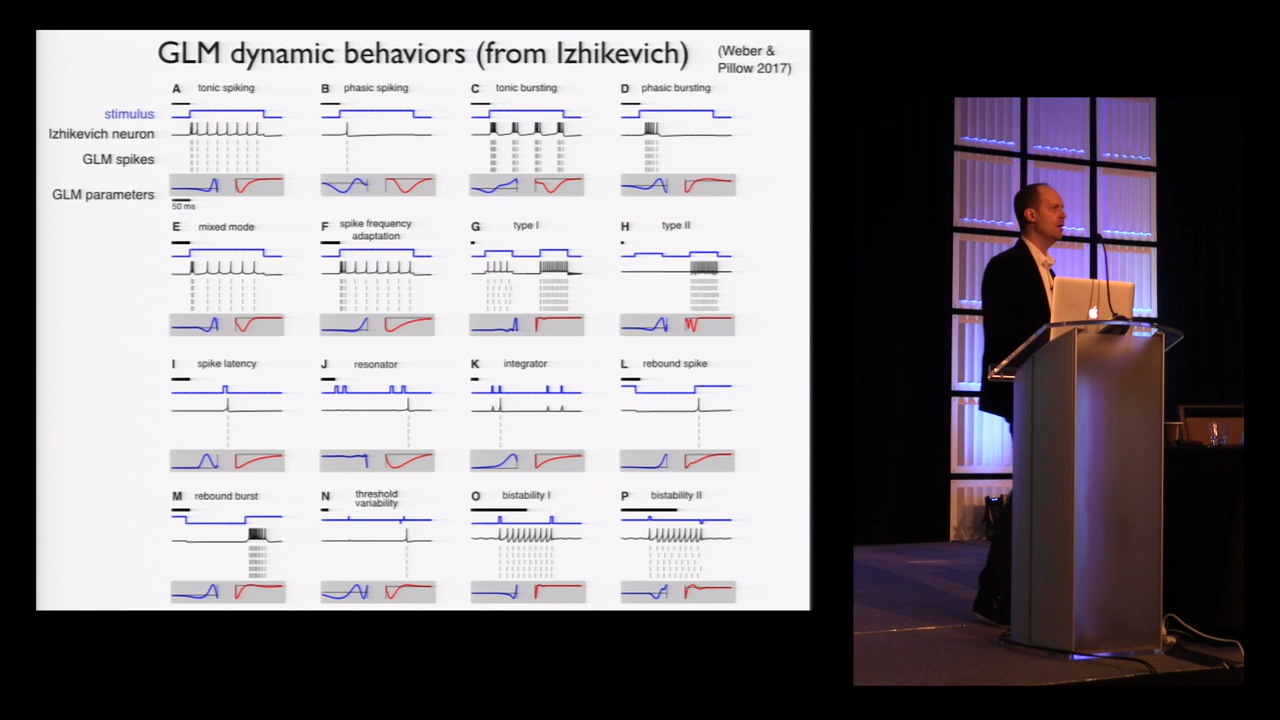 GLM dynamic behaviors (from Izhikevich)
(Weber &
Pillow 2017)
A tonic spiking
B phasic spiking
C tonic bursting
D phasic bursting
stimulus
Izhikevich neuron
GLM spikes
GLM parameters
50 ms
E mixed mode
F spike frequency
adaptation
G type I
H type II
I spike latency
J resonator
K integrator
L rebound spike
M rebound burst
N threshold
variability
O bistability I
P bistability II